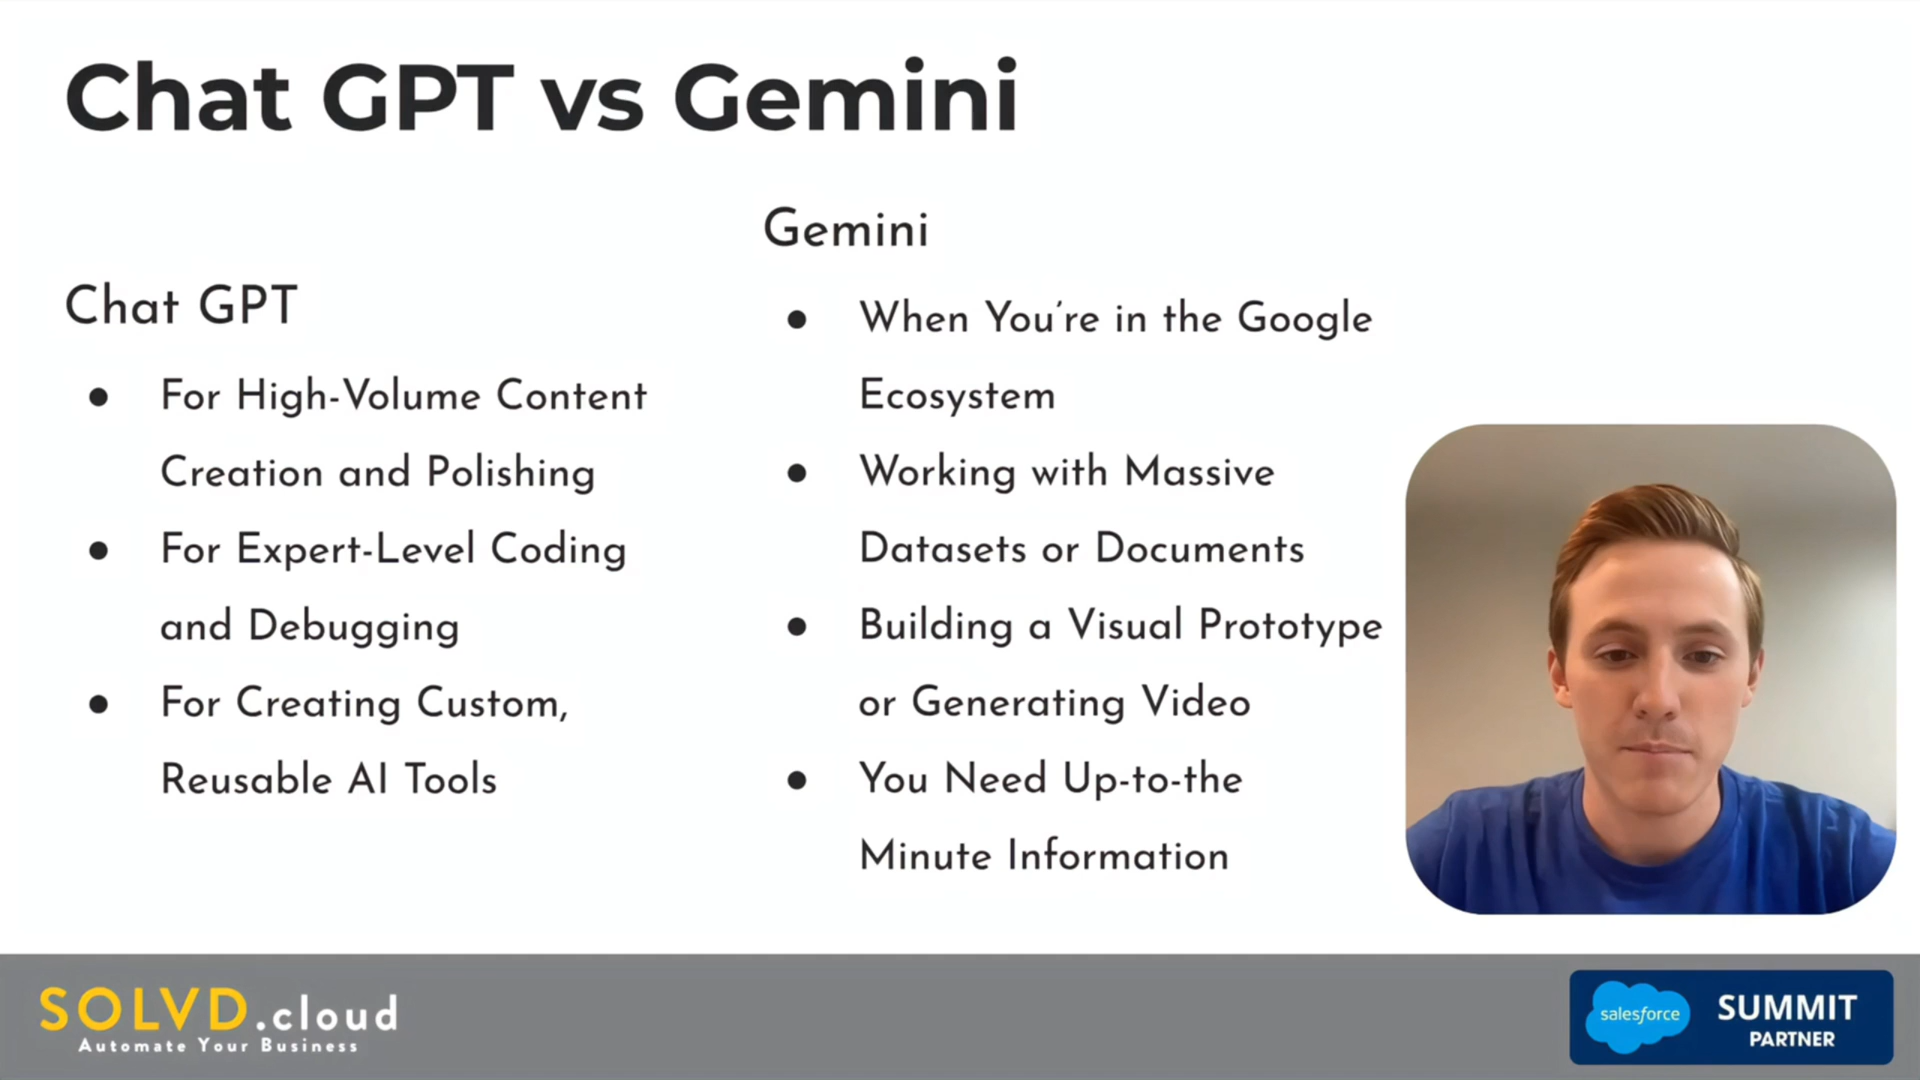 Chat GPT vs Gemini
Chat GPT
● For High-Volume Content
Creation and Polishing
● For Expert-Level Coding
and Debugging
● For Creating Custom,
Reusable AI Tools
Gemini
● When You're in the Google
Ecosystem
● Working with Massive
Datasets or Documents
● Building a Visual Prototype
or Generating Video
● You Need Up-to-the
Minute Information
SOLVD.cloud
Automate Your Business
salesforce
SUMMIT
PARTNER